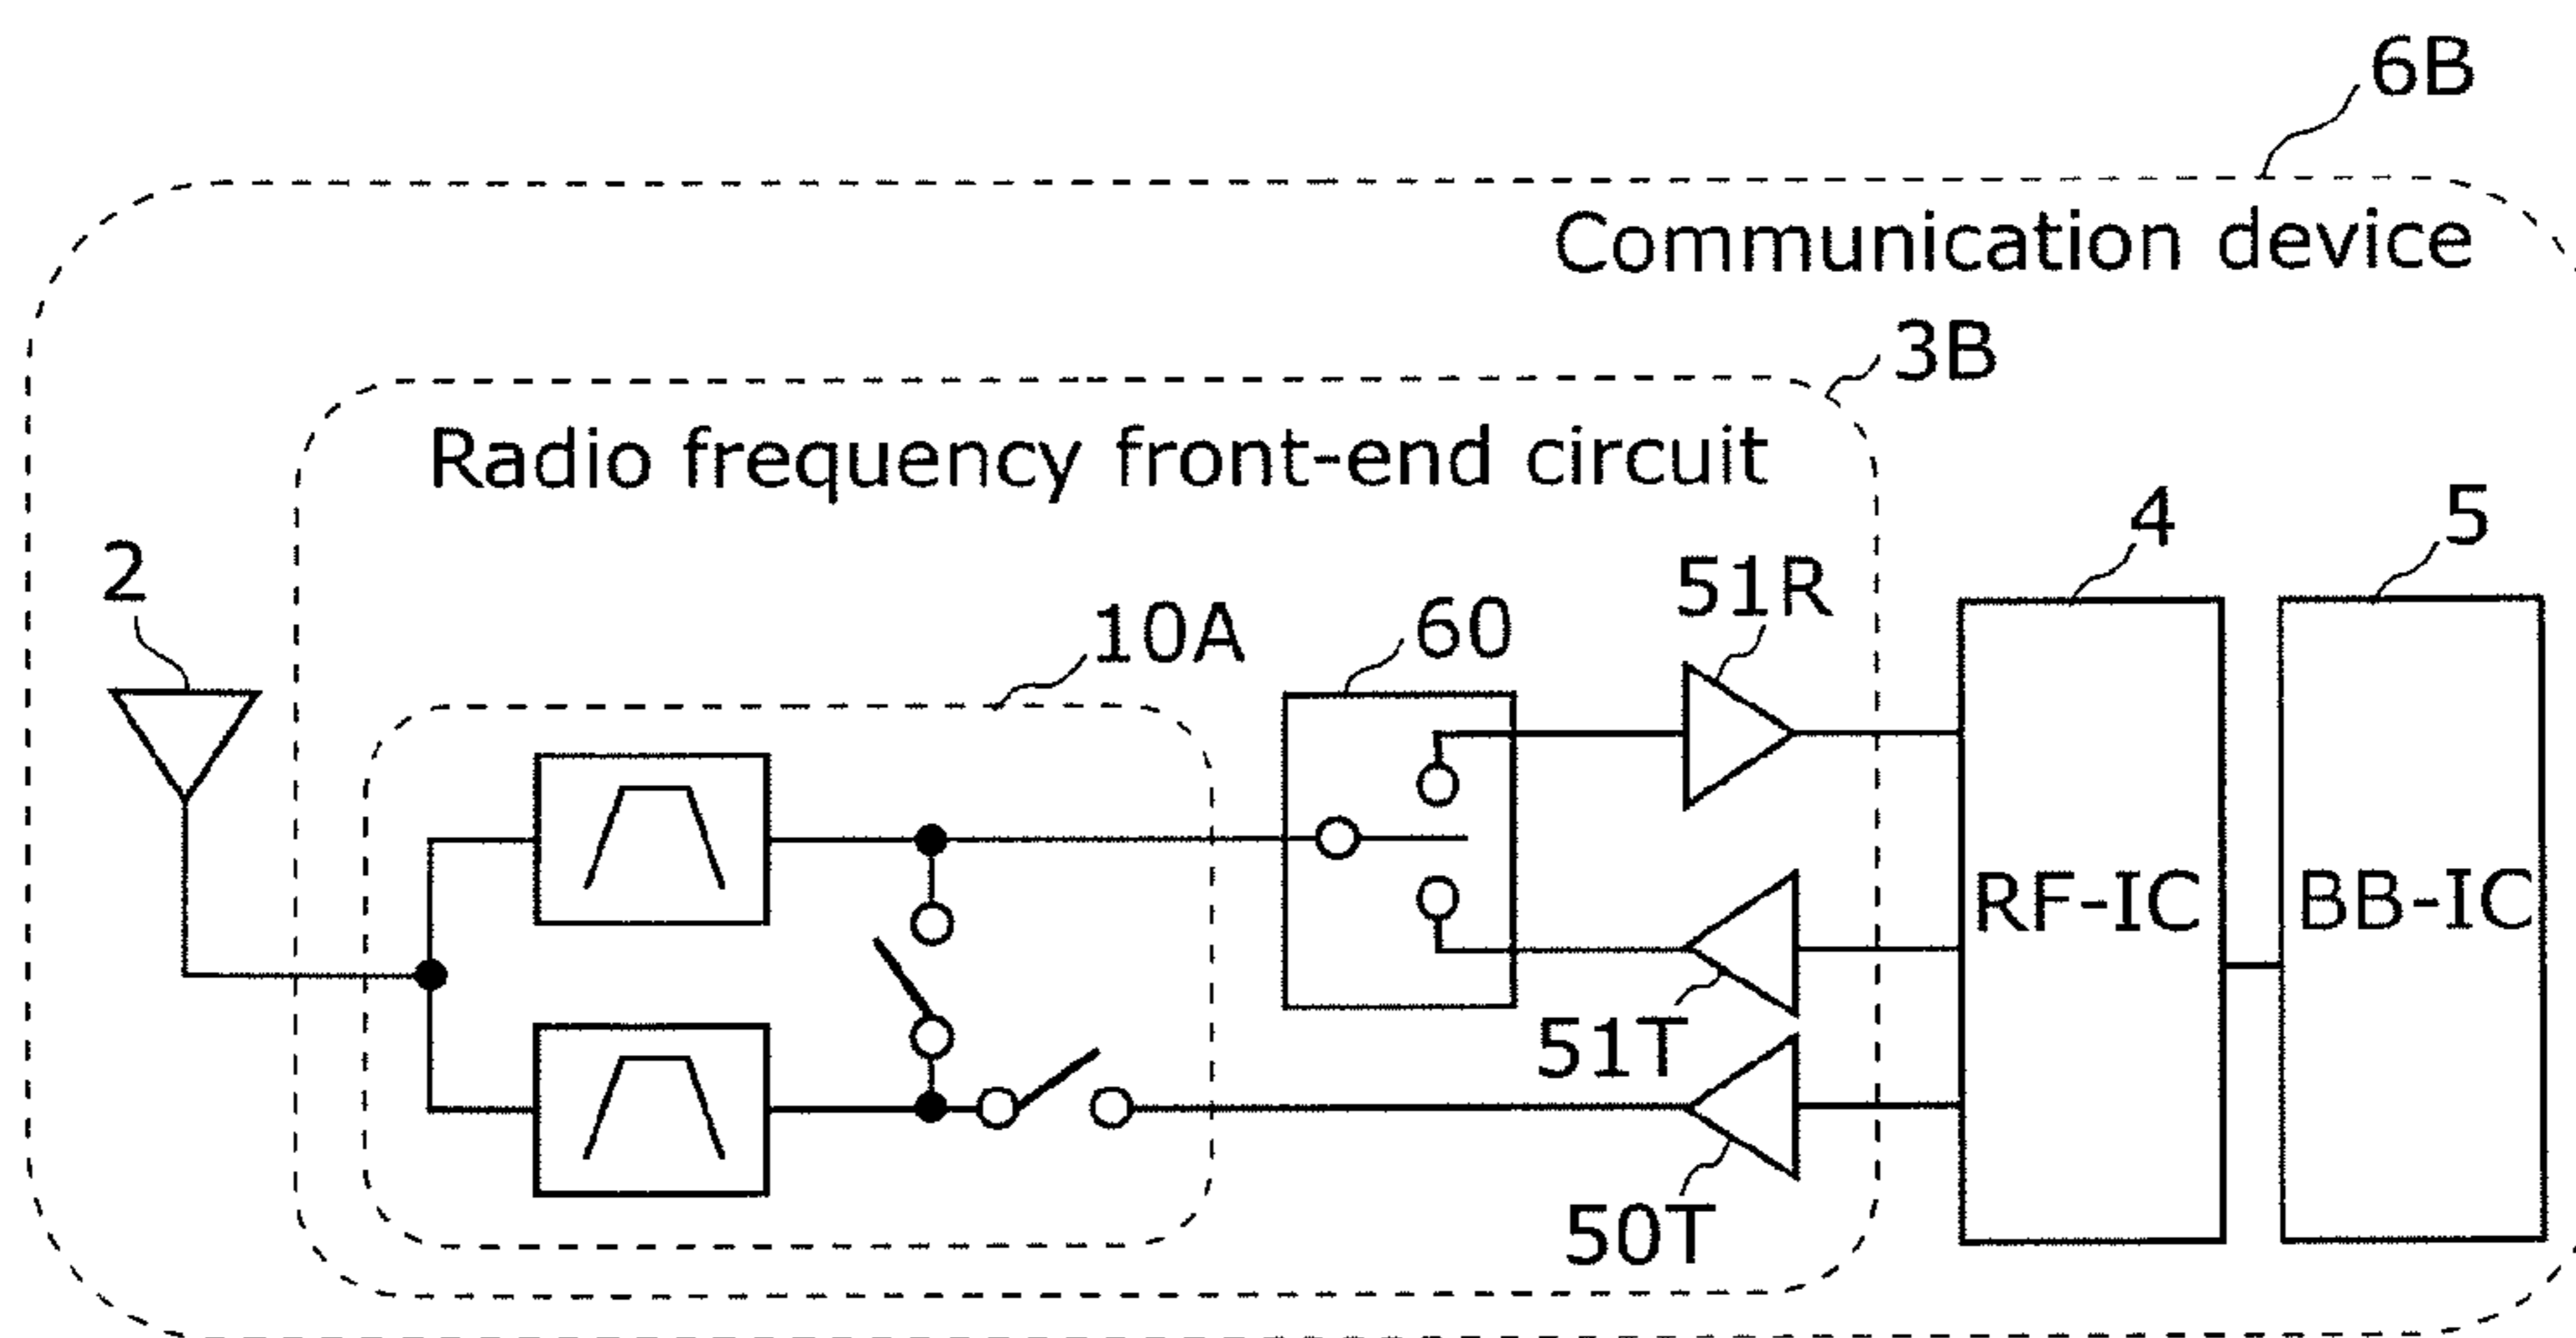 6B
Communication device
3B
Radio frequency front-end circuit
4
5
2
51R
10A
60
RF-IC
BB-IC
51T
50T